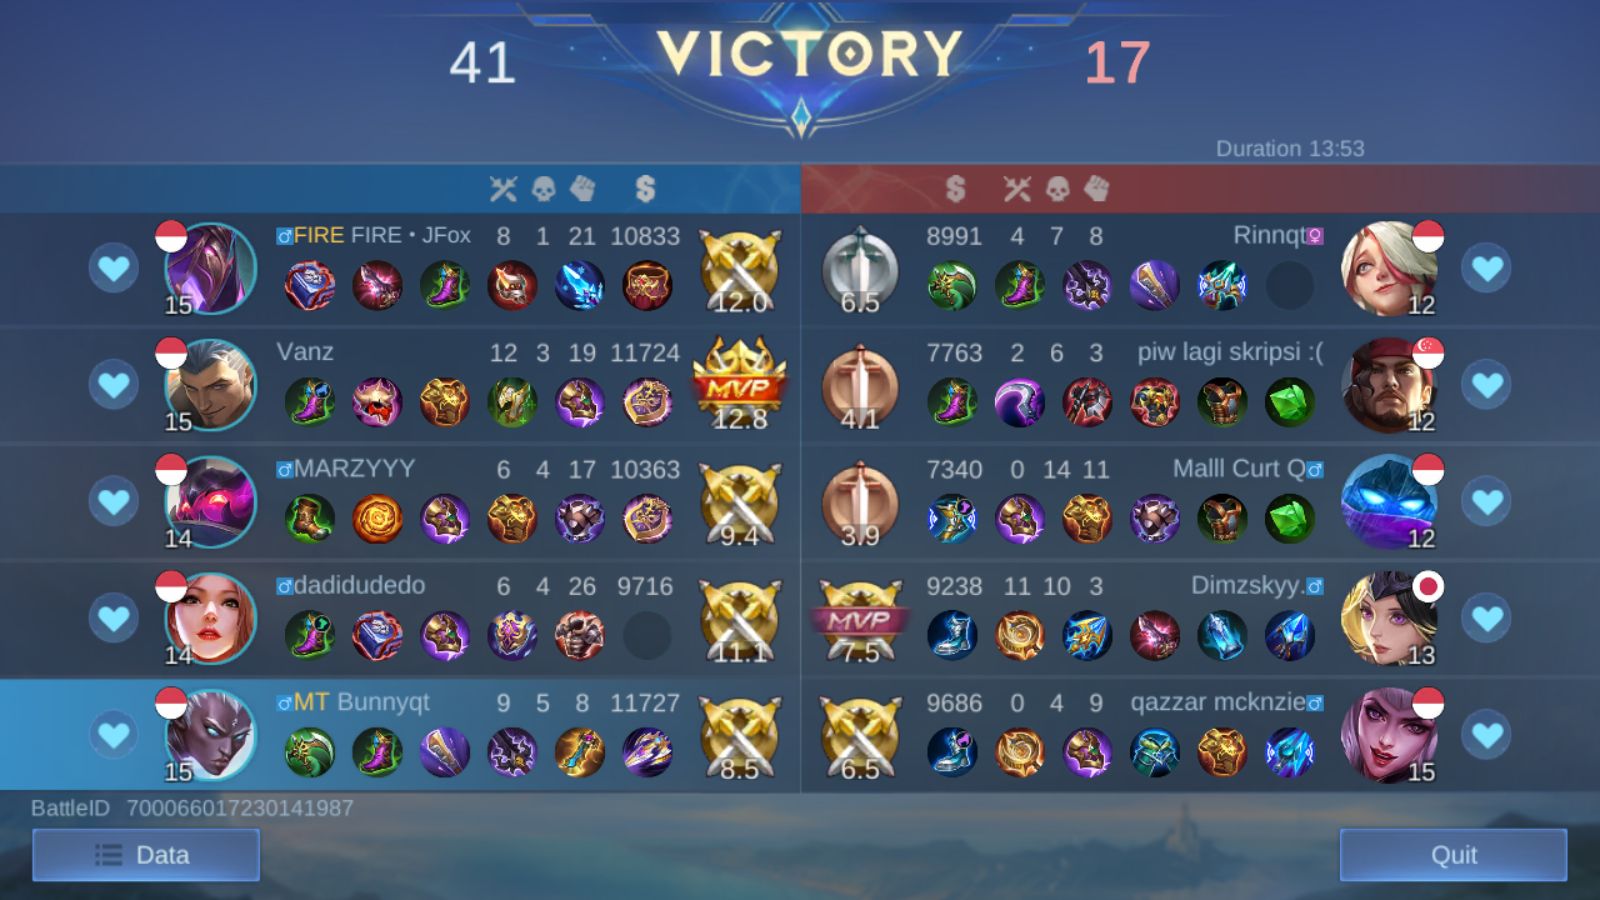 41 VICTORY 17
Duration 13:53
FIRE FIRE • JFox 8 1 21 10833
15 12.0
6.5 8991 4 7 8 Rinnqt
12
Vanz 12 3 19 11724
15 MVP 12.8
4.1 7763 2 6 3 piw lagi skripsi :(
12
MARZYYY 6 4 17 10363
14 9.4
3.9 7340 0 14 11 Malll Curt Q
12
dadidudedo 6 4 26 9716
14 11.1
MVP 7.5 9238 11 10 3 Dimzskyy.
13
MT Bunnyqt 9 5 8 11727
15 8.5
6.5 9686 0 4 9 qazzar mcknzie
15
BattleID 700066017230141987
Data
Quit